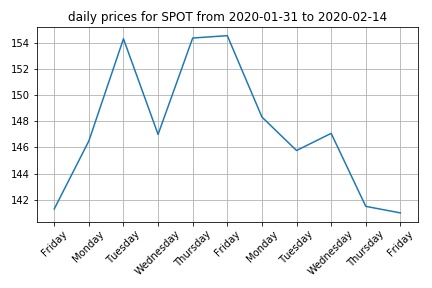 daily prices for SPOT from 2020-01-31 to 2020-02-14
154
152
150
148
146
144
142
Friday
Monday
Tuesday
Wednesday
Thursday
Friday
Monday
Tuesday
Wednesday
Thursday
Friday